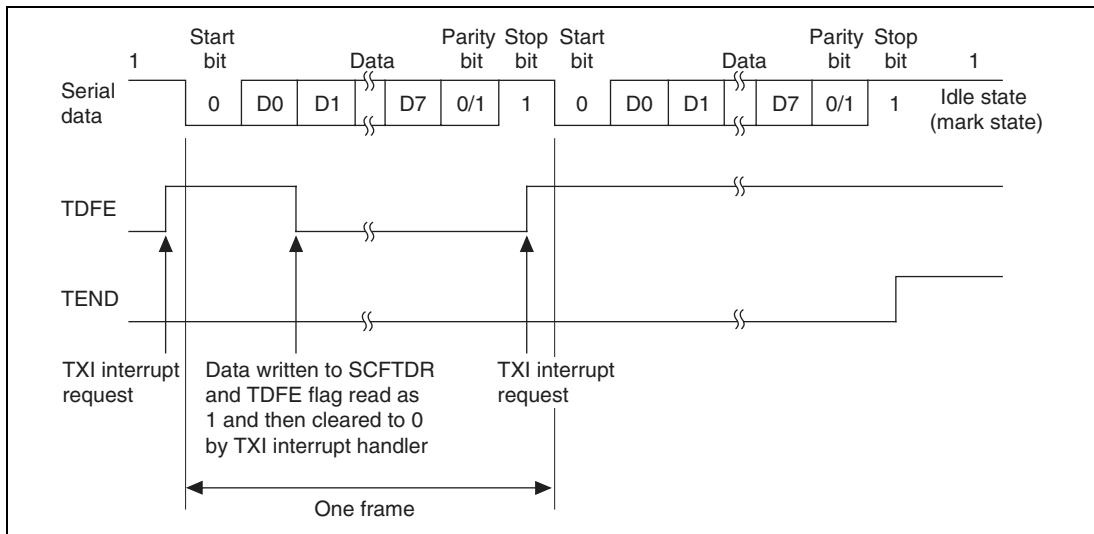 Start bit
Data
Parity bit
Stop bit
Start bit
Data
Parity bit
Stop bit
1
1
Serial data
0
D0
D1
D7
0/1
1
0
D0
D1
D7
0/1
1
Idle state
(mark state)
TDFE
TEND
TXI interrupt
request
Data written to SCFTDR
and TDFE flag read as
1 and then cleared to 0
by TXI interrupt handler
TXI interrupt
request
One frame